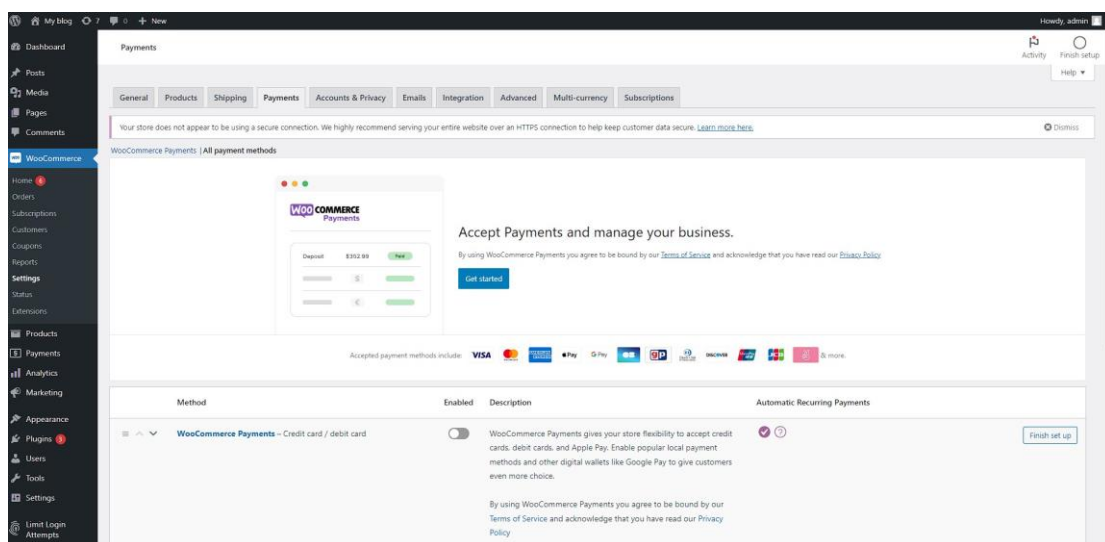 My blog 7 0 + New Howdy, admin
Dashboard
Posts
Media
Pages
Comments
WooCommerce
Home 4
Orders
Subscriptions
Customers
Coupons
Reports
Settings
Status
Extensions
Products
Payments
Analytics
Marketing
Appearance
Plugins 3
Users
Tools
Settings
Limit Login
Attempts
Payments
Activity Finish setup
Help
General Products Shipping Payments Accounts & Privacy Emails Integration Advanced Multi-currency Subscriptions
Your store does not appear to be using a secure connection. We highly recommend serving your entire website over an HTTPS connection to help keep customer data secure. Learn more here. Dismiss
WooCommerce Payments | All payment methods
WOO COMMERCE
Payments
Deposit $352.99 Paid
$
€
Accept Payments and manage your business.
By using WooCommerce Payments you agree to be bound by our Terms of Service and acknowledge that you have read our Privacy Policy
Get started
Accepted payment methods include: VISA Pay G Pay DISCOVER JCB & more.
Method Enabled Description Automatic Recurring Payments
WooCommerce Payments – Credit card / debit card
WooCommerce Payments gives your store flexibility to accept credit
cards, debit cards, and Apple Pay. Enable popular local payment
methods and other digital wallets like Google Pay to give customers
even more choice.
By using WooCommerce Payments you agree to be bound by our
Terms of Service and acknowledge that you have read our Privacy
Policy
Finish set up